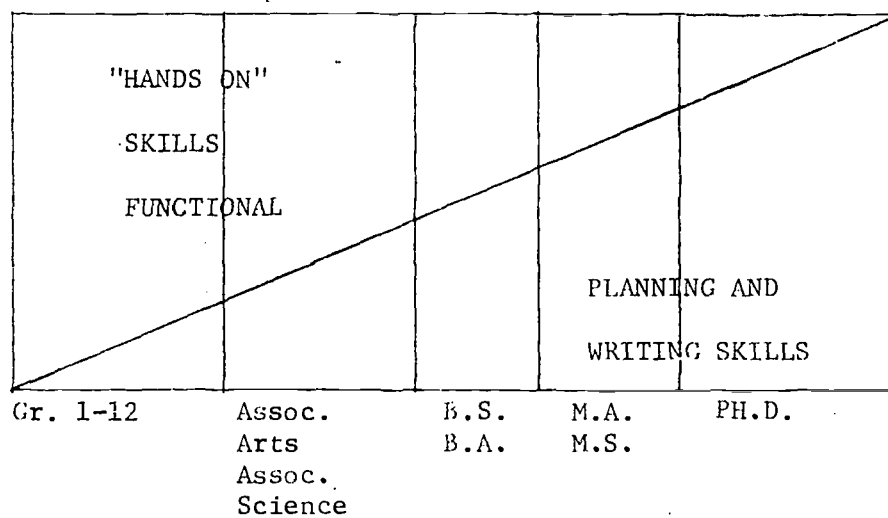 "HANDS ON"
SKILLS
FUNCTIONAL
PLANNING AND
WRITING SKILLS
Gr. 1-12 Assoc. B.S. M.A. PH.D.
Arts B.A. M.S.
Assoc.
Science